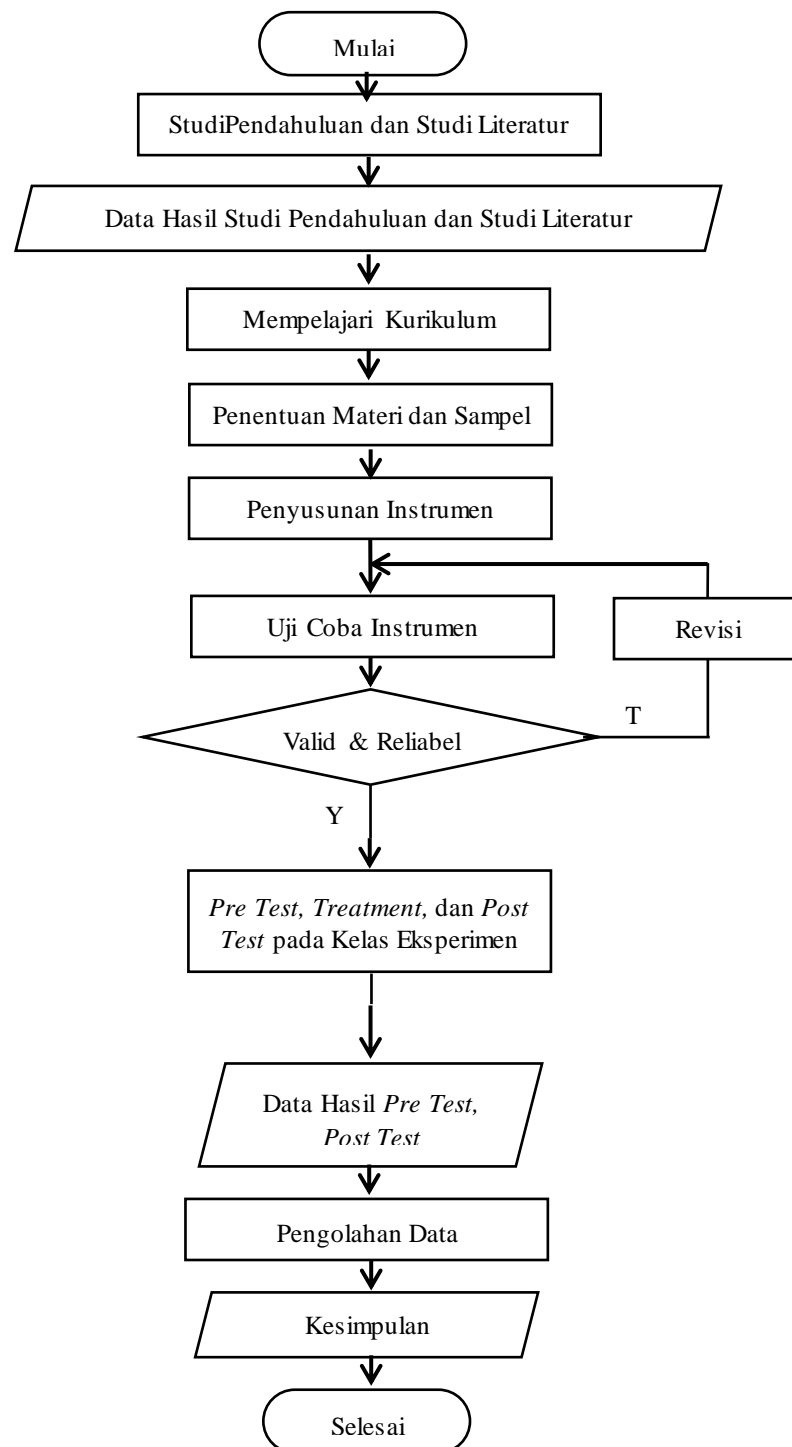 Mulai
StudiPendahuluan dan Studi Literatur
Data Hasil Studi Pendahuluan dan Studi Literatur
Mempelajari Kurikulum
Penentuan Materi dan Sampel
Penyusunan Instrumen
Uji Coba Instrumen
Revisi
Valid & Reliabel
T
Y
Pre Test, Treatment, dan Post
Test pada Kelas Eksperimen
Data Hasil Pre Test,
Post Test
Pengolahan Data
Kesimpulan
Selesai